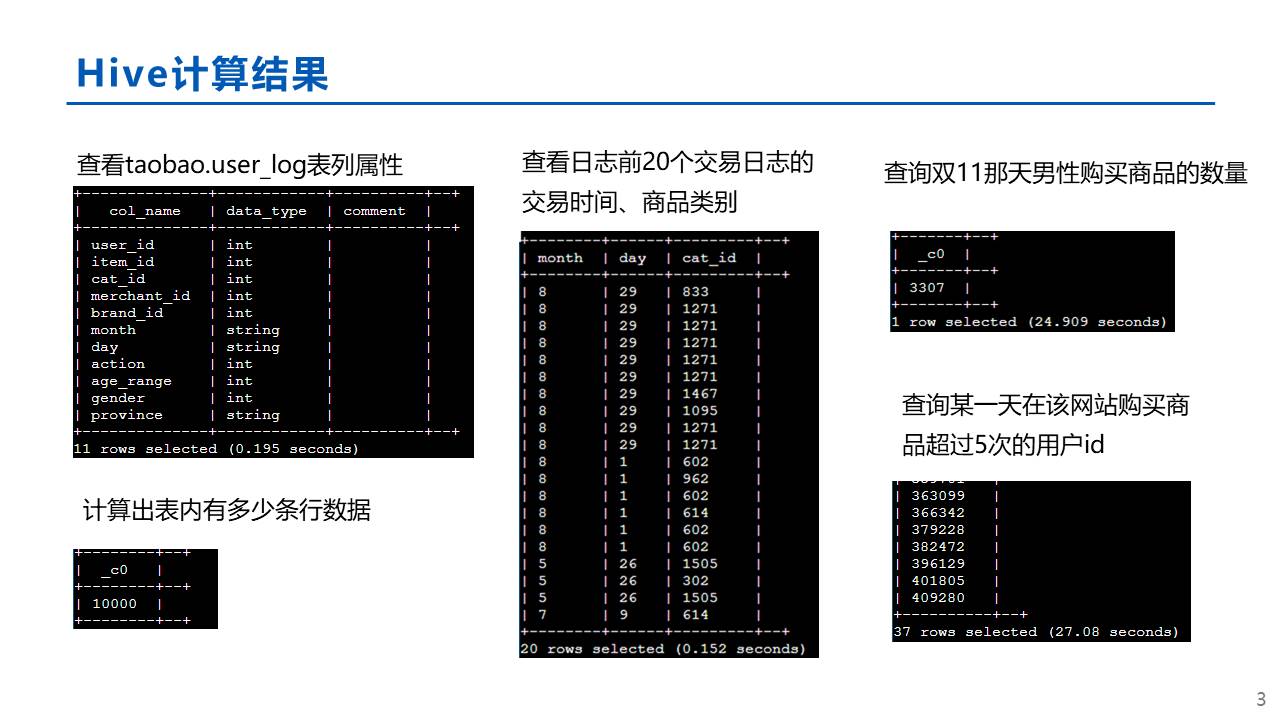 Hive计算结果
查看taobao.user_log表列属性
+--------------+------------+----------+--+
| col_name | data_type | comment |
+--------------+------------+----------+--+
| user_id | int | |
| item_id | int | |
| cat_id | int | |
| merchant_id | int | |
| brand_id | int | |
| month | string | |
| day | string | |
| action | int | |
| age_range | int | |
| gender | int | |
| province | string | |
+--------------+------------+----------+--+
11 rows selected (0.195 seconds)
计算出表内有多少条行数据
+--------+--+
| _c0 |
+--------+--+
| 10000 |
+--------+--+
查看日志前20个交易日志的
交易时间、商品类别
+--------+------+---------+--+
| month | day | cat_id |
+--------+------+---------+--+
| 8 | 29 | 833 |
| 8 | 29 | 1271 |
| 8 | 29 | 1271 |
| 8 | 29 | 1271 |
| 8 | 29 | 1271 |
| 8 | 29 | 1271 |
| 8 | 29 | 1467 |
| 8 | 29 | 1095 |
| 8 | 29 | 1271 |
| 8 | 29 | 1271 |
| 8 | 1 | 602 |
| 8 | 1 | 962 |
| 8 | 1 | 602 |
| 8 | 1 | 614 |
| 8 | 1 | 602 |
| 8 | 1 | 602 |
| 5 | 26 | 1505 |
| 5 | 26 | 302 |
| 5 | 26 | 1505 |
| 7 | 9 | 614 |
+--------+------+---------+--+
20 rows selected (0.152 seconds)
查询双11那天男性购买商品的数量
+-------+--+
| _c0 |
+-------+--+
| 3307 |
+-------+--+
1 row selected (24.909 seconds)
查询某一天在该网站购买商
品超过5次的用户id
| 363099 |
| 366342 |
| 379228 |
| 382472 |
| 396129 |
| 401805 |
| 409280 |
+----------+--+
37 rows selected (27.08 seconds)
3